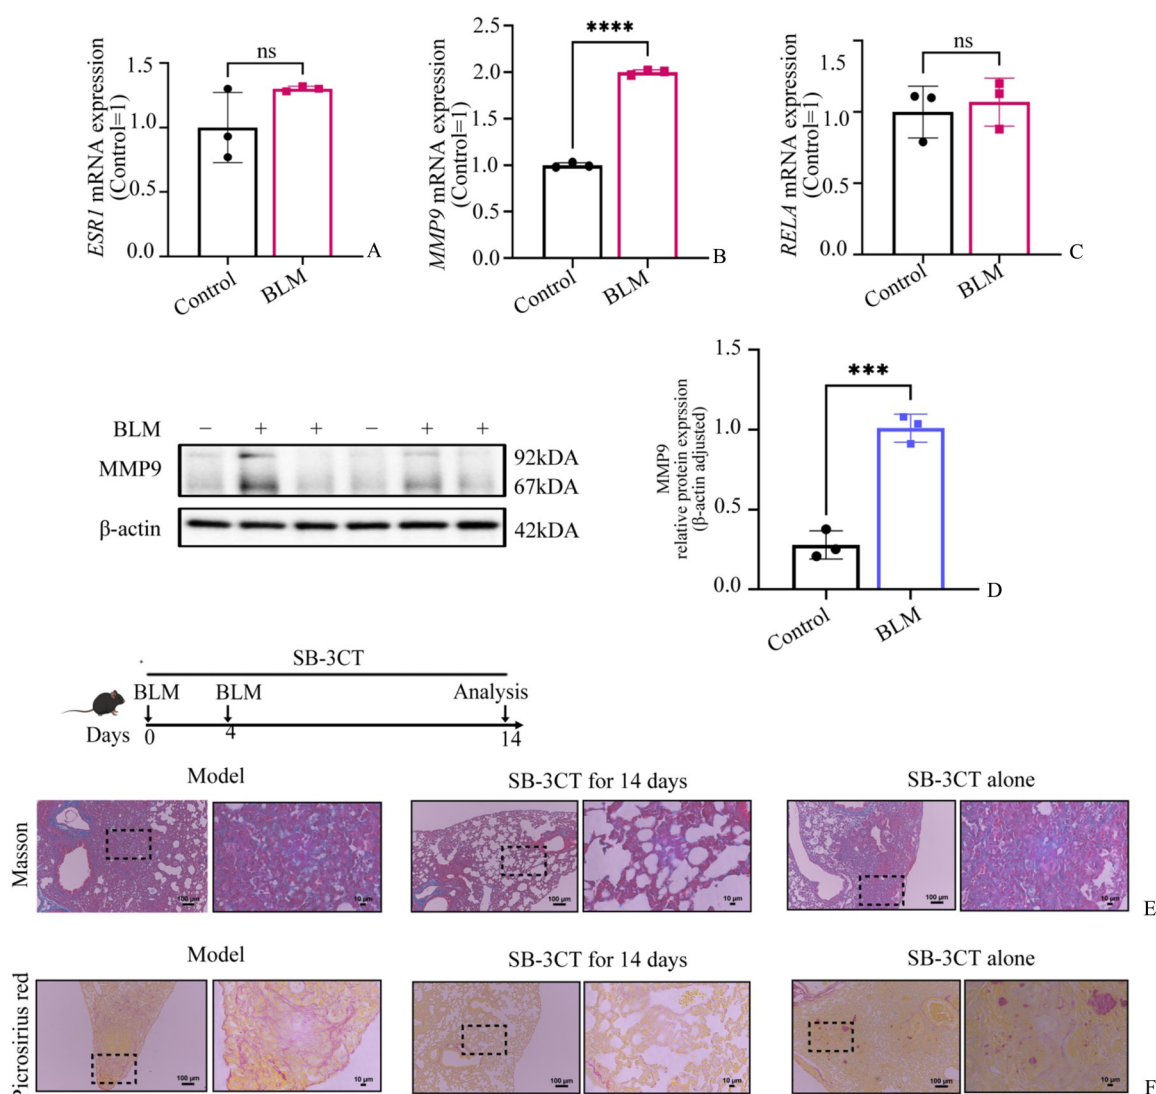 ESR1 mRNA expression
(Control=1)
1.5
1.0
0.5
0.0
ns
Control
BLM
A
MMP9 mRNA expression
(Control=1)
2.5
2.0
1.5
1.0
0.5
0.0
****
Control
BLM
B
RELA mRNA expression
(Control=1)
1.5
1.0
0.5
0.0
ns
Control
BLM
C
BLM − + + − + +
MMP9
92kDA
67kDA
β-actin
42kDA
MMP9
relative protein exprssion
(β-actin adjusted)
1.5
1.0
0.5
0.0
***
Control
BLM
D
SB-3CT
BLM BLM Analysis
Days 0 4 14
Model SB-3CT for 14 days SB-3CT alone
Masson
100 µm 10 µm 100 µm 10 µm 100 µm 10 µm
E
Model SB-3CT for 14 days SB-3CT alone
Picrosirius red
100 µm 10 µm 100 µm 10 µm 100 µm 10 µm
F